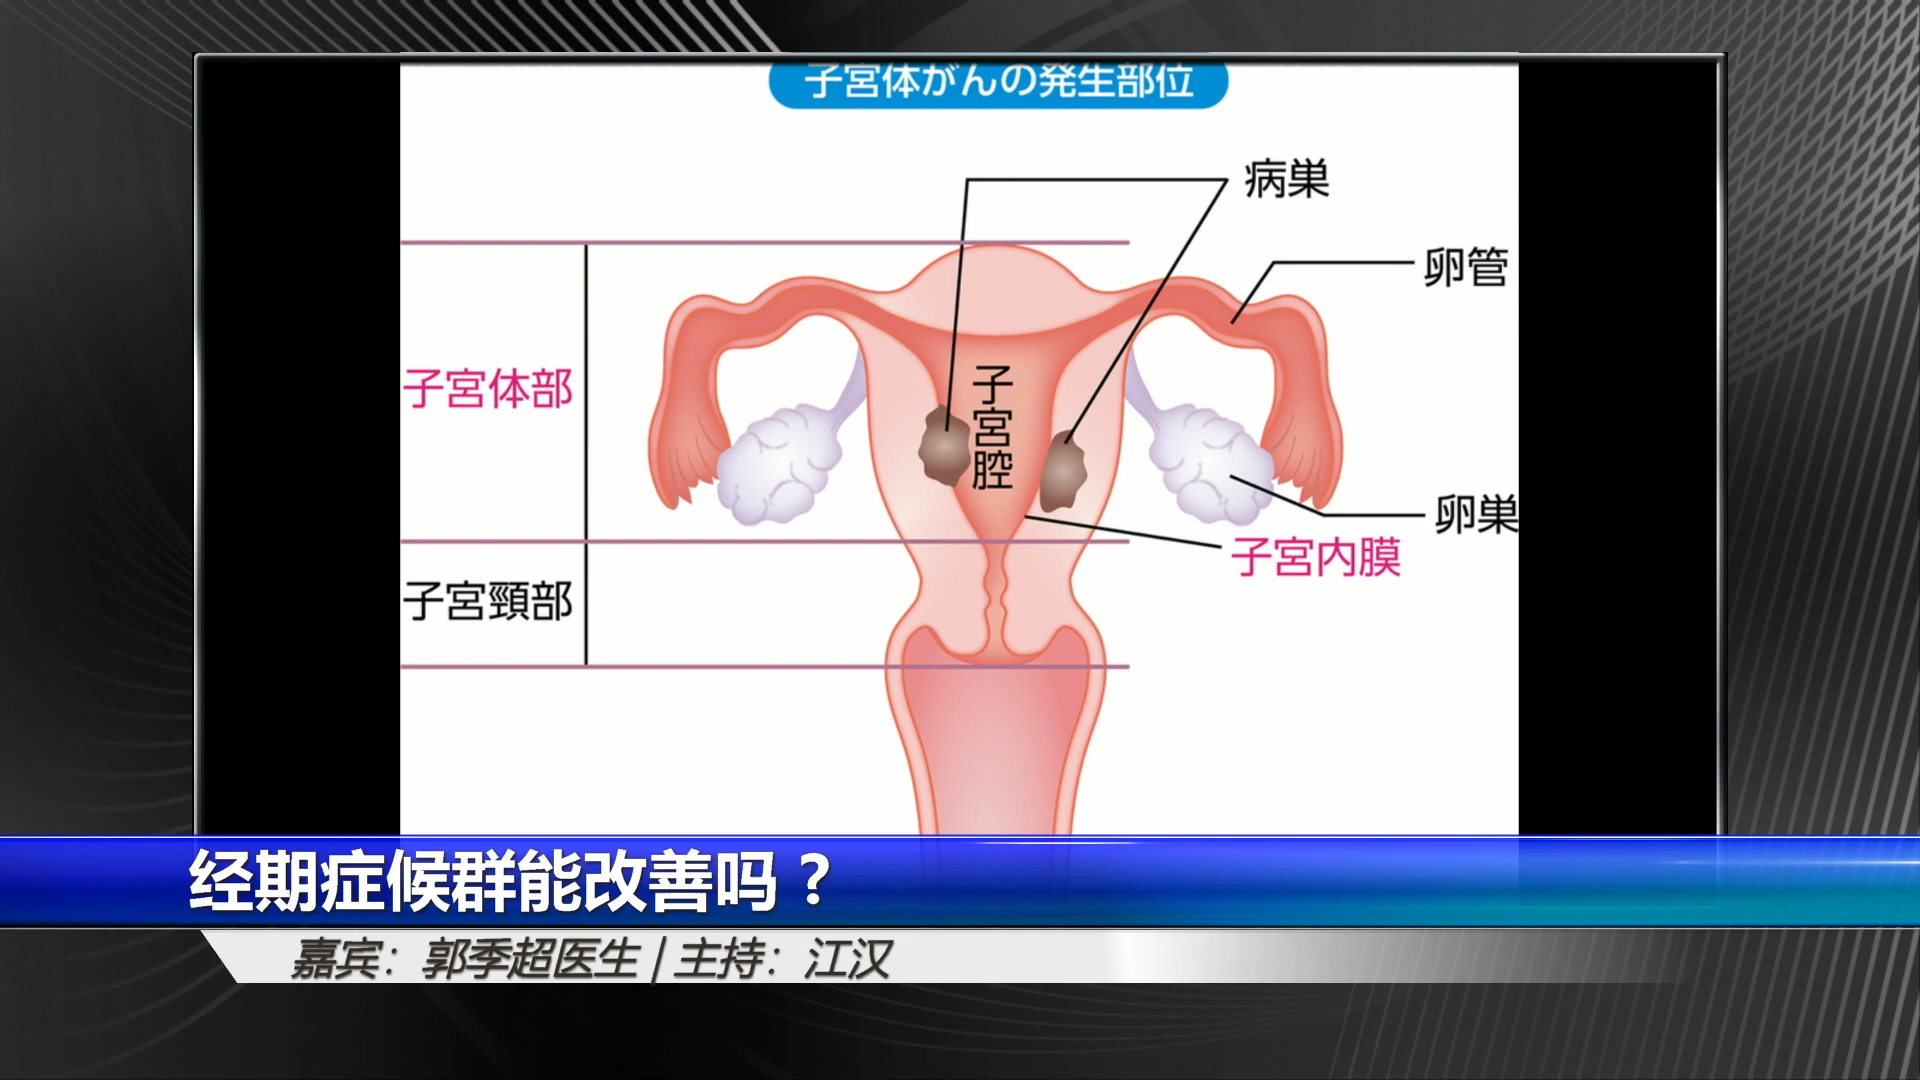 子宮体がんの発生部位
病巣
卵管
子宮体部
子宮腔
卵巣
子宮内膜
子宮頸部
经期症候群能改善吗？
嘉宾：郭季超医生 | 主持：江汉